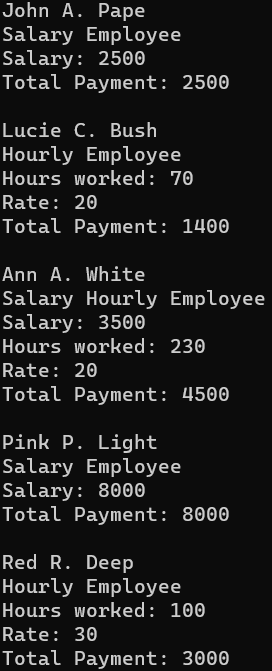 John A. Pape
Salary Employee
Salary: 2500
Total Payment: 2500
Lucie C. Bush
Hourly Employee
Hours worked: 70
Rate: 20
Total Payment: 1400
Ann A. White
Salary Hourly Employee
Salary: 3500
Hours worked: 230
Rate: 20
Total Payment: 4500
Pink P. Light
Salary Employee
Salary: 8000
Total Payment: 8000
Red R. Deep
Hourly Employee
Hours worked: 100
Rate: 30
Total Payment: 3000